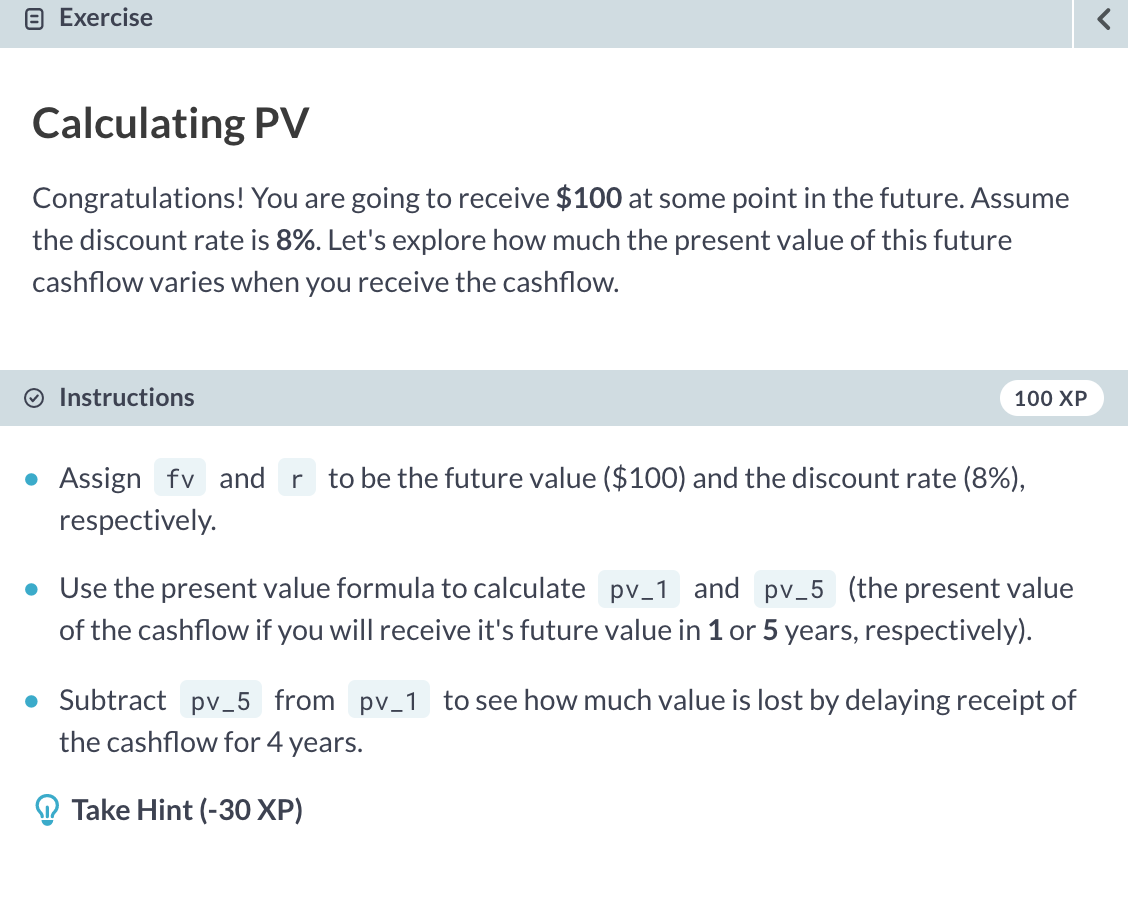 Exercise
Calculating PV
Congratulations! You are going to receive $100 at some point in the future. Assume
the discount rate is 8%. Let's explore how much the present value of this future
cashflow varies when you receive the cashflow.
Instructions
100 XP
Assign fv and r to be the future value ($100) and the discount rate (8%),
respectively.
Use the present value formula to calculate pv_1 and pv_5 (the present value
of the cashflow if you will receive it's future value in 1 or 5 years, respectively).
Subtract pv_5 from pv_1 to see how much value is lost by delaying receipt of
the cashflow for 4 years.
Take Hint (-30 XP)